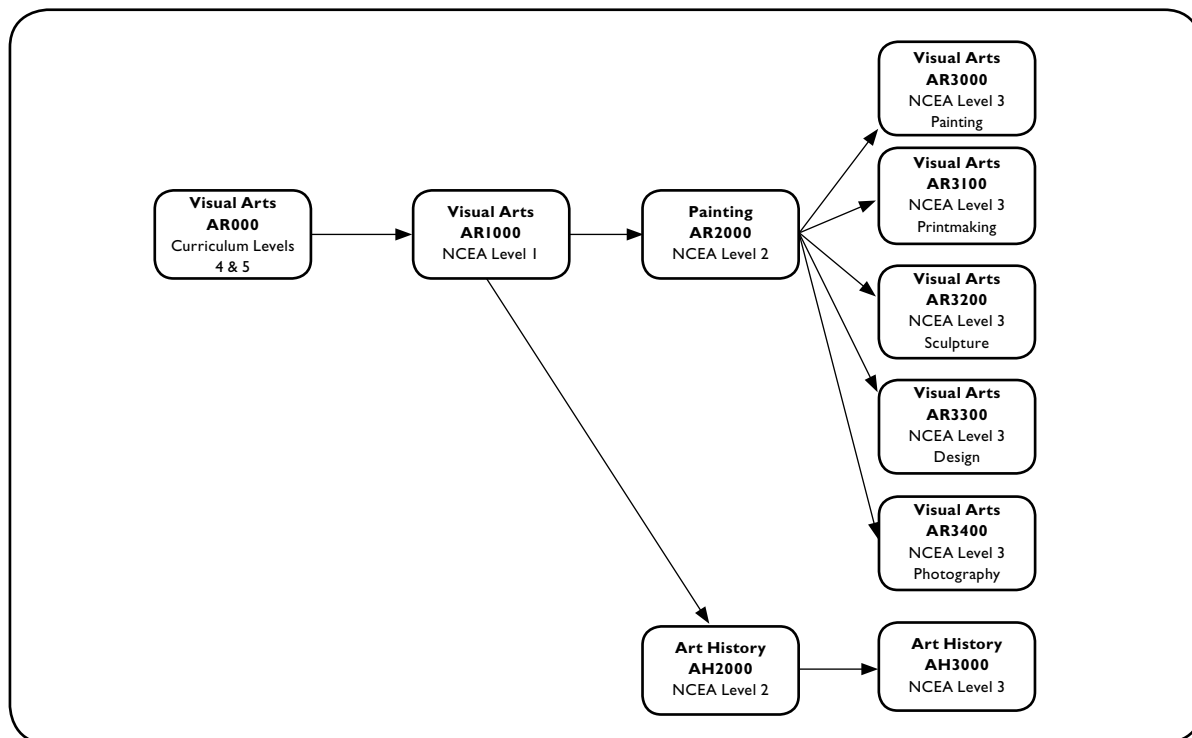 Visual Arts
AR000
Curriculum Levels
4 & 5
Visual Arts
AR1000
NCEA Level 1
Painting
AR2000
NCEA Level 2
Visual Arts
AR3000
NCEA Level 3
Painting
Visual Arts
AR3100
NCEA Level 3
Printmaking
Visual Arts
AR3200
NCEA Level 3
Sculpture
Visual Arts
AR3300
NCEA Level 3
Design
Visual Arts
AR3400
NCEA Level 3
Photography
Art History
AH2000
NCEA Level 2
Art History
AH3000
NCEA Level 3